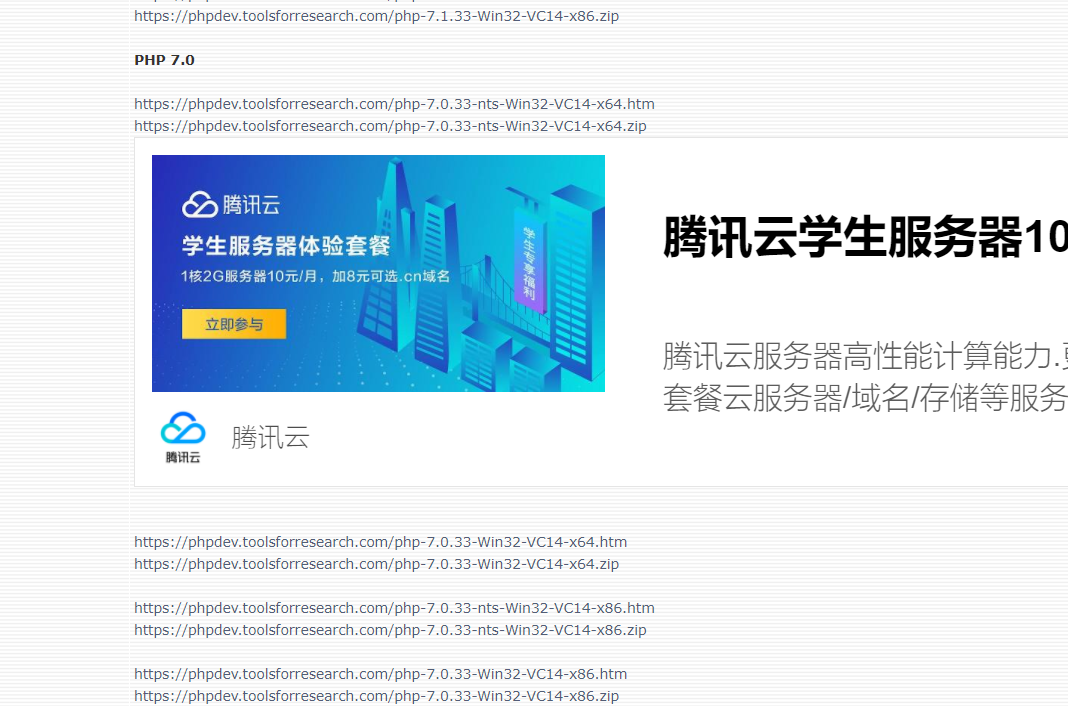 https://phpdev.toolsforresearch.com/php-7.1.33-Win32-VC14-x86.zip
PHP 7.0
https://phpdev.toolsforresearch.com/php-7.0.33-nts-Win32-VC14-x64.htm
https://phpdev.toolsforresearch.com/php-7.0.33-nts-Win32-VC14-x64.zip
腾讯云
学生服务器体验套餐
1核2G服务器10元/月，加8元可选.cn域名
立即参与
学生专享福利
腾讯云学生服务器10
腾讯云服务器高性能计算能力.
套餐云服务器/域名/存储等服务
腾讯云
腾讯云
https://phpdev.toolsforresearch.com/php-7.0.33-Win32-VC14-x64.htm
https://phpdev.toolsforresearch.com/php-7.0.33-Win32-VC14-x64.zip
https://phpdev.toolsforresearch.com/php-7.0.33-nts-Win32-VC14-x86.htm
https://phpdev.toolsforresearch.com/php-7.0.33-nts-Win32-VC14-x86.zip
https://phpdev.toolsforresearch.com/php-7.0.33-Win32-VC14-x86.htm
https://phpdev.toolsforresearch.com/php-7.0.33-Win32-VC14-x86.zip